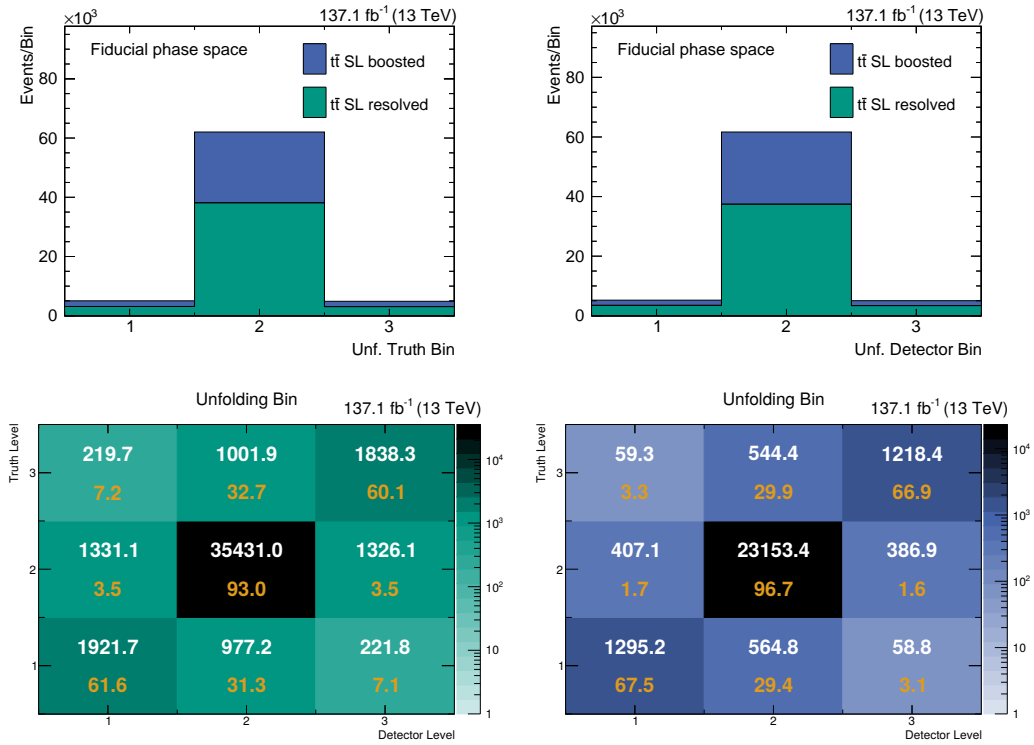 ×10³ 137.1 fb⁻¹ (13 TeV)
Events/Bin
Fiducial phase space
tt̄ SL boosted
tt̄ SL resolved
80
60
40
20
0
1 2 3
Unf. Truth Bin
×10³ 137.1 fb⁻¹ (13 TeV)
Events/Bin
Fiducial phase space
tt̄ SL boosted
tt̄ SL resolved
80
60
40
20
0
1 2 3
Unf. Detector Bin
Unfolding Bin
137.1 fb⁻¹ (13 TeV)
Truth Level
3 219.7 1001.9 1838.3
7.2 32.7 60.1
2 1331.1 35431.0 1326.1
3.5 93.0 3.5
1 1921.7 977.2 221.8
61.6 31.3 7.1
1 2 3
Detector Level
10⁴
10³
10²
10
1
Unfolding Bin
137.1 fb⁻¹ (13 TeV)
Truth Level
3 59.3 544.4 1218.4
3.3 29.9 66.9
2 407.1 23153.4 386.9
1.7 96.7 1.6
1 1295.2 564.8 58.8
67.5 29.4 3.1
1 2 3
Detector Level
10⁴
10³
10²
10
1